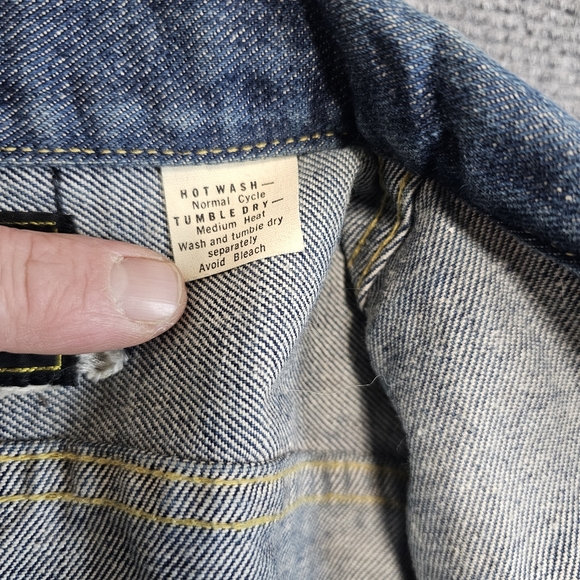 HOT WASH—
Normal Cycle
TUMBLE DRY—
Medium Heat
Wash and tumble dry
separately
Avoid Bleach